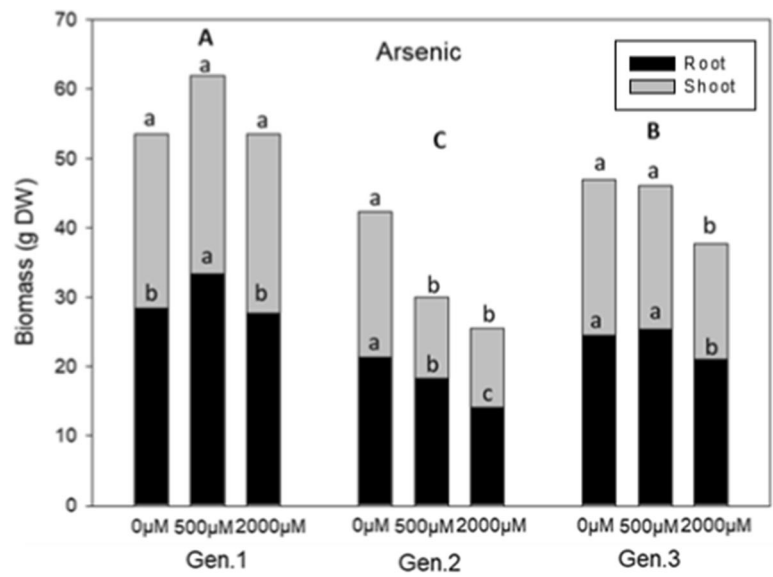 70
60
50
40
30
20
10
0
Biomass (g DW)
Arsenic
Root
Shoot
A
a
a
a
b
a
b
C
a
b
b
a
b
c
B
a
a
b
a
a
b
0µM 500µM 2000µM
0µM 500µM 2000µM
0µM 500µM 2000µM
Gen.1
Gen.2
Gen.3